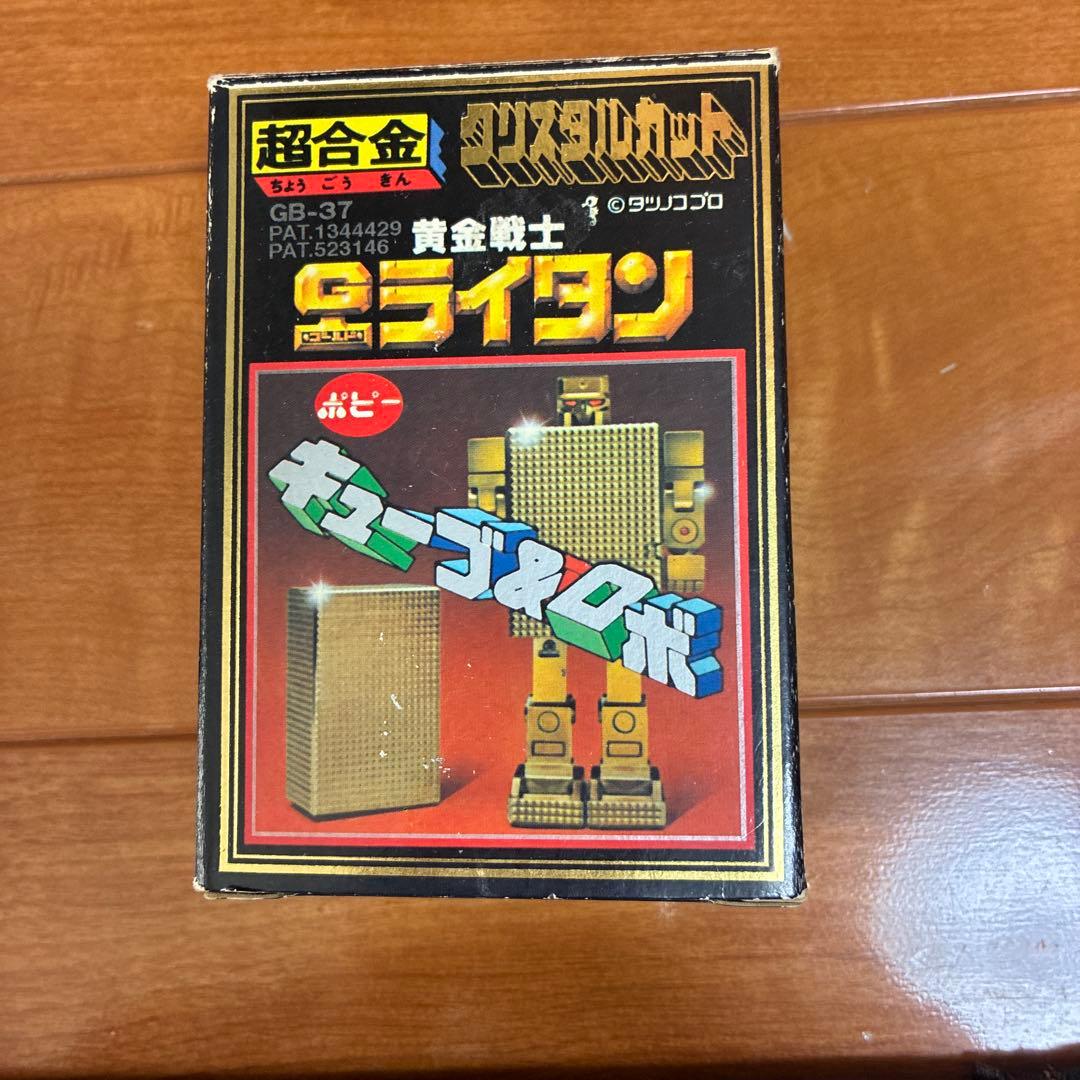 超合金
ちょう ごう きん
クリスタルカット
©タツノコプロ
GB-37
PAT.1344429
PAT.523146
黄金戦士
Gライタン
ゴールド
ポピー
キューブ&ロボ